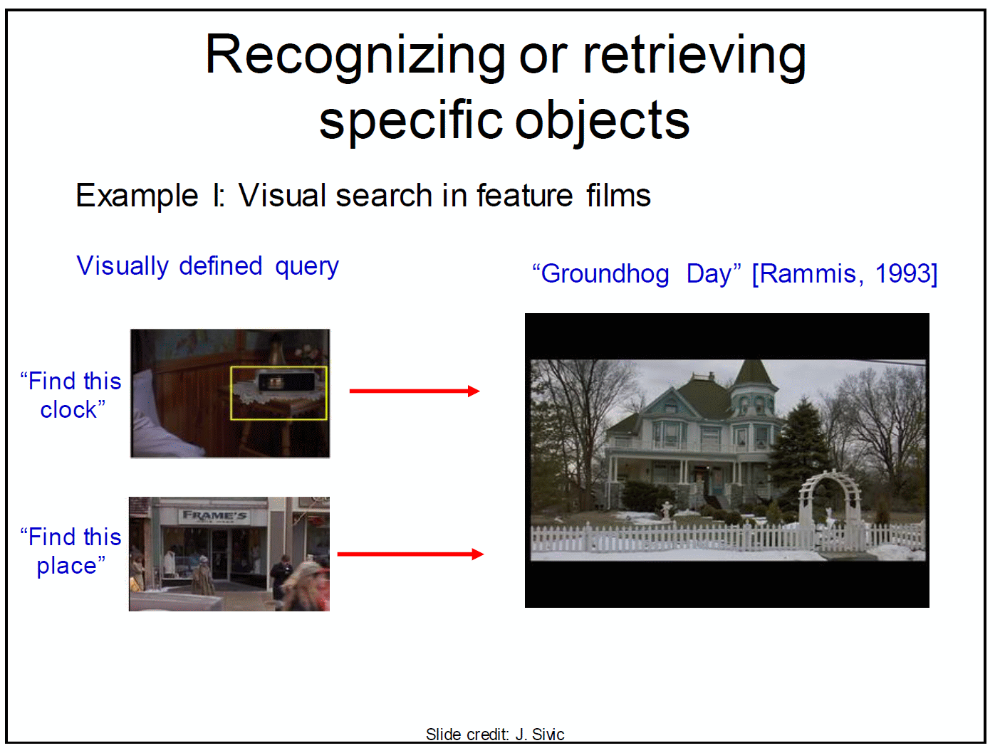 Recognizing or retrieving
specific objects
Example I: Visual search in feature films
Visually defined query
“Groundhog Day” [Rammis, 1993]
“Find this
clock”
“Find this
place”
FRAME'S
Slide credit: J. Sivic